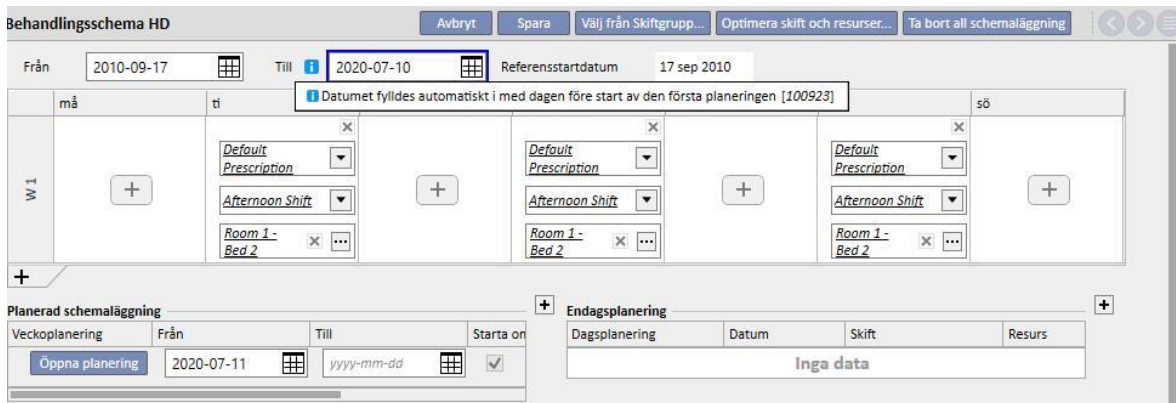 Behandlingsschema HD
Avbryt
Spara
Välj från Skiftgrupp...
Optimera skift och resurser...
Ta bort all schemaläggning
Från
2010-09-17
Till
2020-07-10
Referensstartdatum
17 sep 2010
Datumet fylldes automatiskt i med dagen före start av den första planeringen [100923]
må
ti
sö
W 1
Default
Prescription
Afternoon Shift
Room 1 -
Bed 2
Default
Prescription
Afternoon Shift
Room 1 -
Bed 2
Default
Prescription
Afternoon Shift
Room 1 -
Bed 2
Planerad schemaläggning
Veckoplanering
Från
Till
Starta on
Öppna planering
2020-07-11
yyyy-mm-dd
Endagsplanering
Dagsplanering
Datum
Skift
Resurs
Inga data